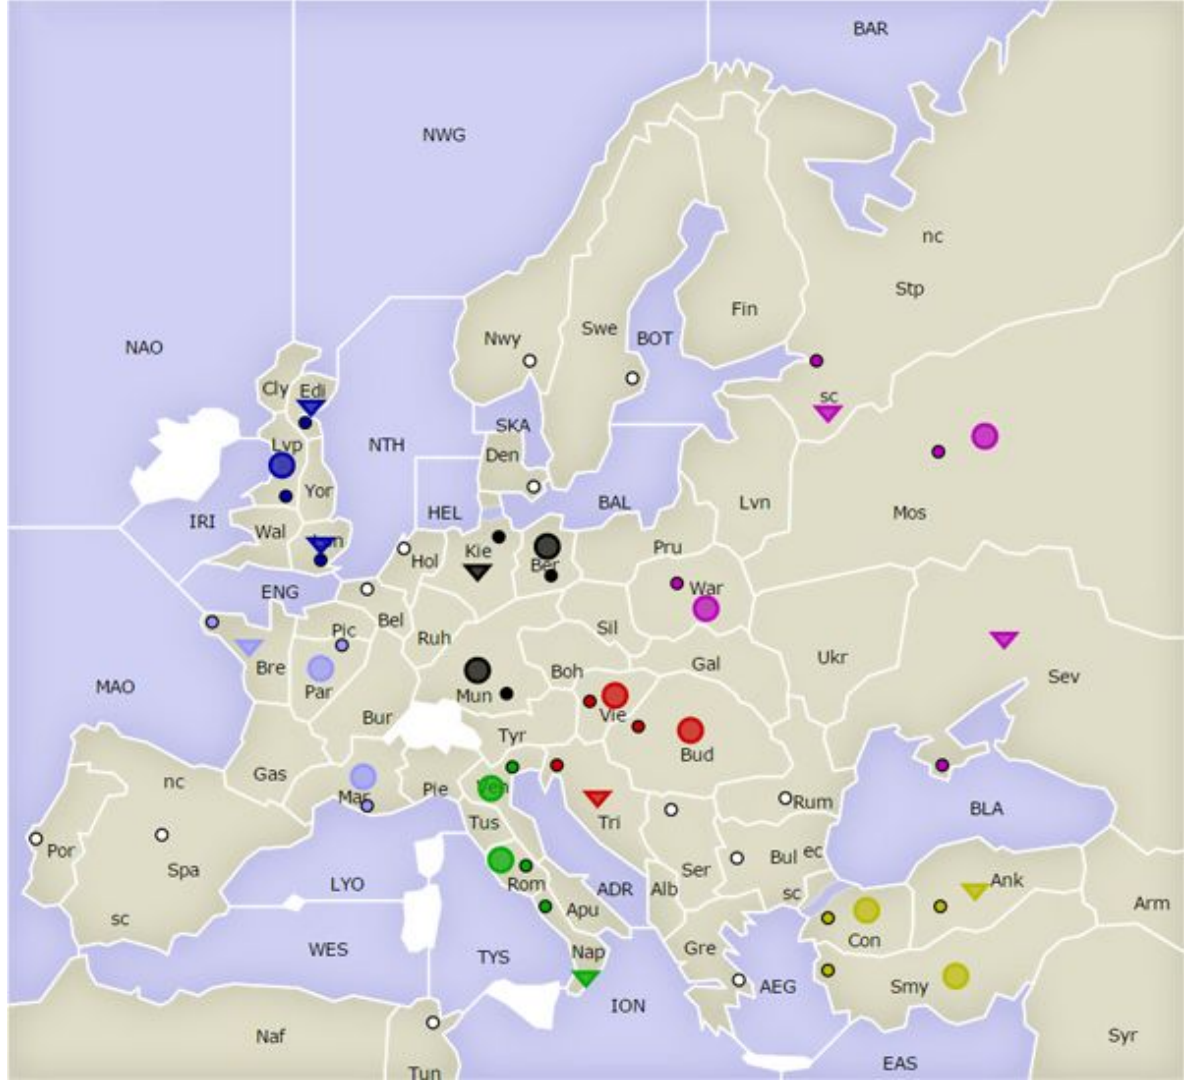 BAR
NWG
nc
Stp
Fin
Swe
BOT
Nwy
NAO
Cly
Edi
sc
SKA
NTH
Lvp
Den
Yor
Lvn
BAL
HEL
Mos
IRI
Wal
Lon
Kie
Pru
Hol
Ber
War
ENG
Bel
Pic
Ruh
Sil
Ukr
Gal
Bre
Boh
Sev
MAO
Par
Mun
Vie
Bur
Tyr
Bud
Gas
nc
Pie
Ven
Mar
Rum
BLA
Tus
Tri
Por
Bul
ec
Spa
Ser
LYO
Rom
ADR
Alb
Ank
sc
Arm
Apu
sc
Con
WES
Nap
Gre
TYS
AEG
Smy
ION
Naf
Syr
EAS
Tun